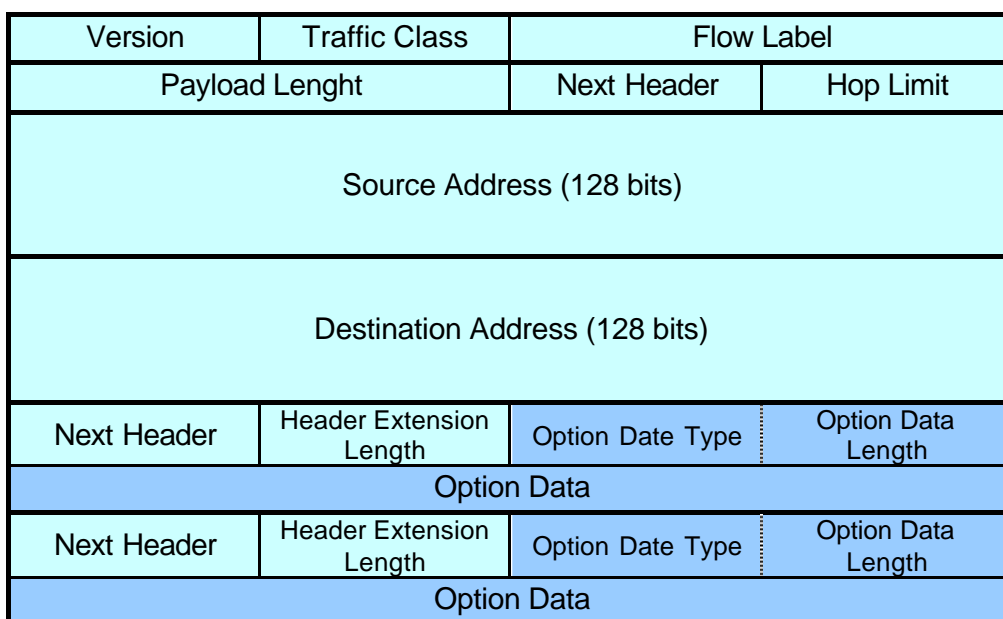 Version Traffic Class Flow Label
Payload Lenght Next Header Hop Limit
Source Address (128 bits)
Destination Address (128 bits)
Next Header
Header Extension
Length
Option Date Type
Option Data
Length
Option Data
Next Header
Header Extension
Length
Option Date Type
Option Data
Length
Option Data